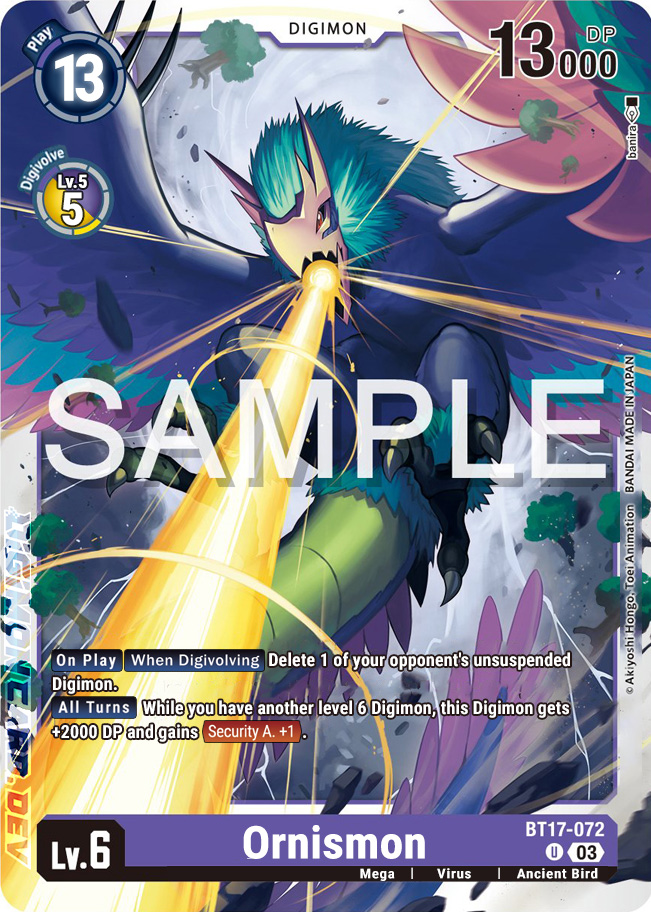 DIGIMON
Play
13
DP
13000
banira
Digivolve
Lv.5
5
SAMPLE
© Akiyoshi Hongo, Toei Animation BANDAI MADE IN JAPAN
On Play When Digivolving Delete 1 of your opponent's unsuspended
Digimon.
All Turns While you have another level 6 Digimon, this Digimon gets
+2000 DP and gains Security A. +1.
Lv.6
Ornismon
BT17-072
U 03
Mega | Virus | Ancient Bird